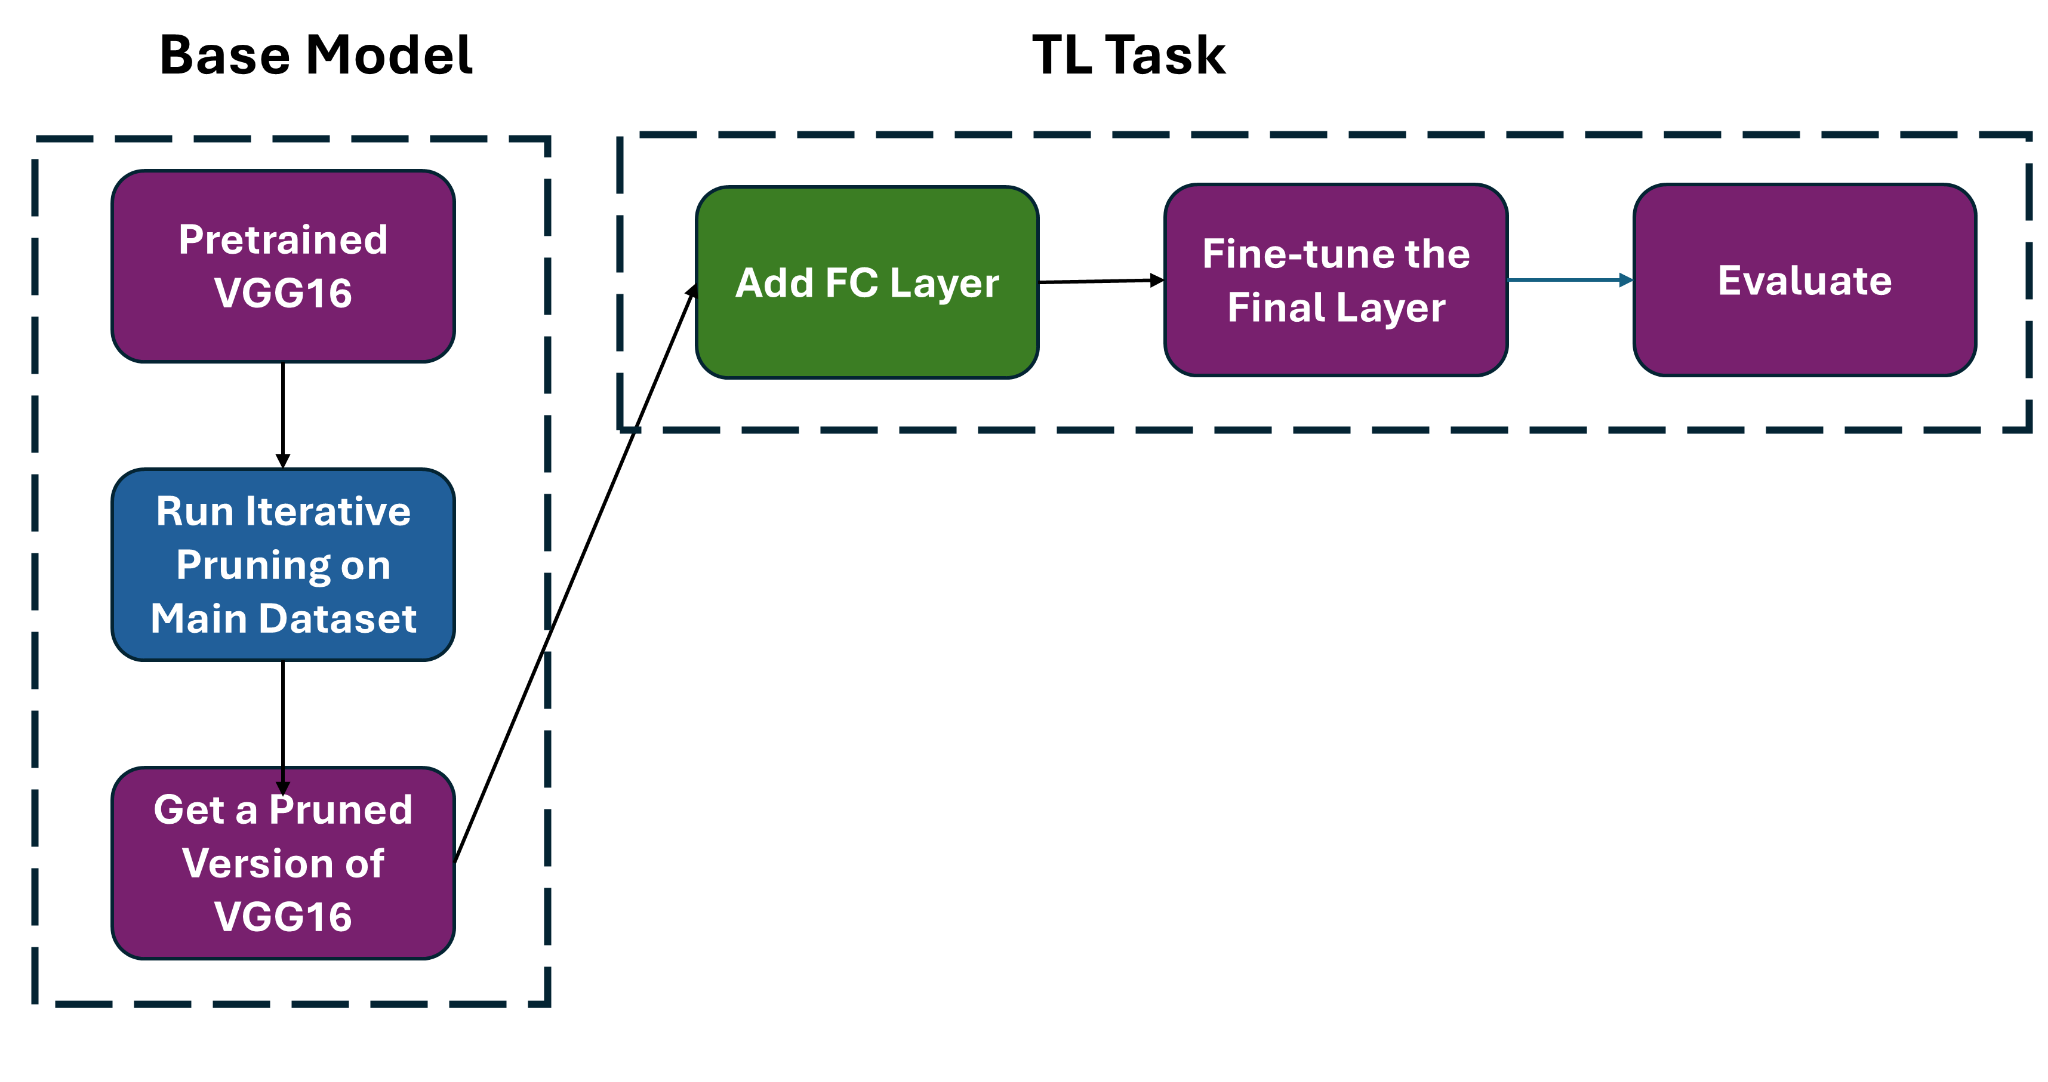 Base Model
Pretrained
VGG16
Run Iterative
Pruning on
Main Dataset
Get a Pruned
Version of
VGG16
TL Task
Add FC Layer
Fine-tune the
Final Layer
Evaluate